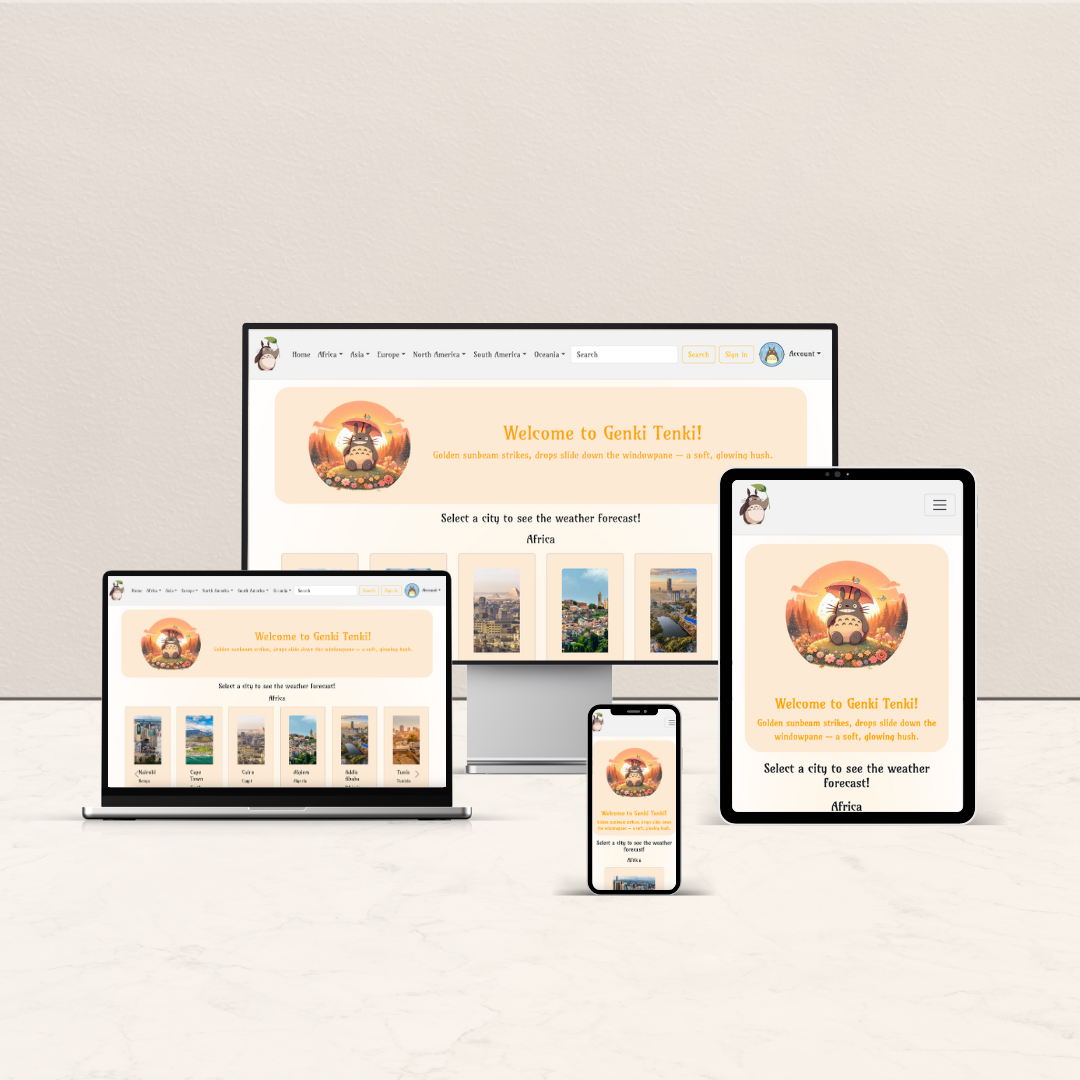 Home Africa Asia Europe North America South America Oceania Search Search Sign In Account
Welcome to Genki Tenki!
Golden sunbeam strikes, drops slide down the windowpane — a soft, glowing hush.
Select a city to see the weather forecast!
Africa
Home Africa Asia Europe North America South America Oceania Search Search Sign In Account
Welcome to Genki Tenki!
Golden sunbeam strikes, drops slide down the windowpane — a soft, glowing hush.
Select a city to see the weather forecast!
Africa
Nairobi
Kenya
Cape
Town
Cairo
Egypt
Algiers
Algeria
Addis
Ababa
Tunis
Tunisia
Welcome to Genki Tenki!
Golden sunbeam strikes, drops slide down
the windowpane — a soft, glowing hush.
Select a city to see the weather
forecast!
Africa
Welcome to Genki Tenki!
Golden sunbeam strikes, drops slide down the
windowpane — a soft, glowing hush.
Select a city to see the weather
forecast!
Africa